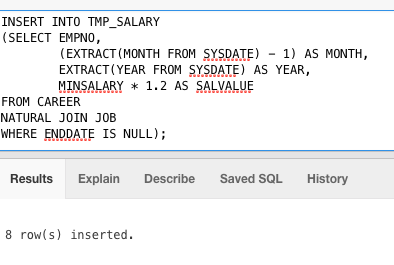 INSERT INTO TMP_SALARY
(SELECT EMPNO,
(EXTRACT(MONTH FROM SYSDATE) - 1) AS MONTH,
EXTRACT(YEAR FROM SYSDATE) AS YEAR,
MINSALARY * 1.2 AS SALVALUE
FROM CAREER
NATURAL JOIN JOB
WHERE ENDDATE IS NULL);
Results Explain Describe Saved SQL History
8 row(s) inserted.